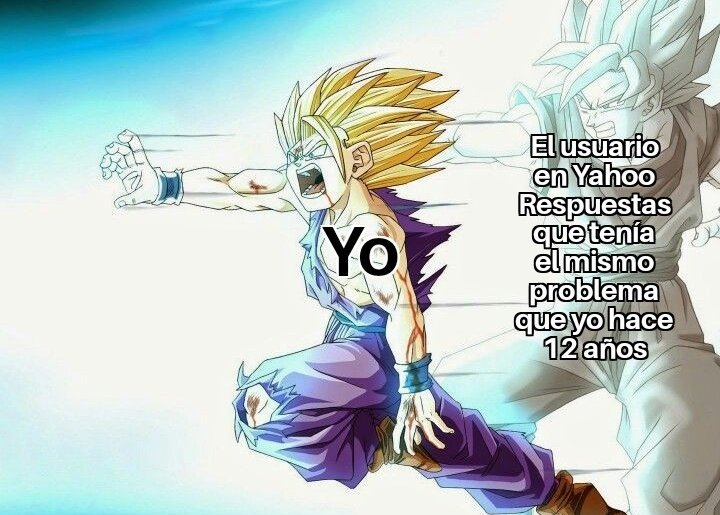 Yo
El usuario
en Yahoo
Respuestas
que tenía
el mismo
problema
que yo hace
12 años